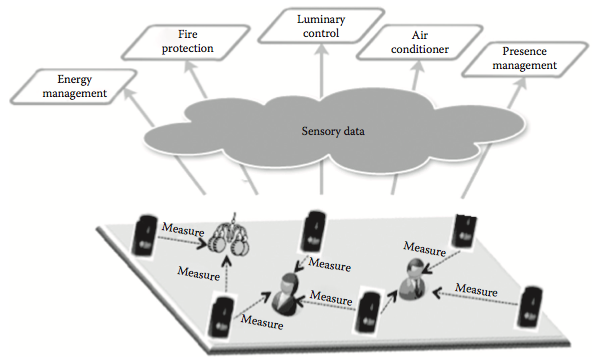 Luminary
control
Fire
protection
Air
conditioner
Presence
management
Energy
management
Sensory data
Measure
Measure
Measure
Measure
Measure
Measure
Measure